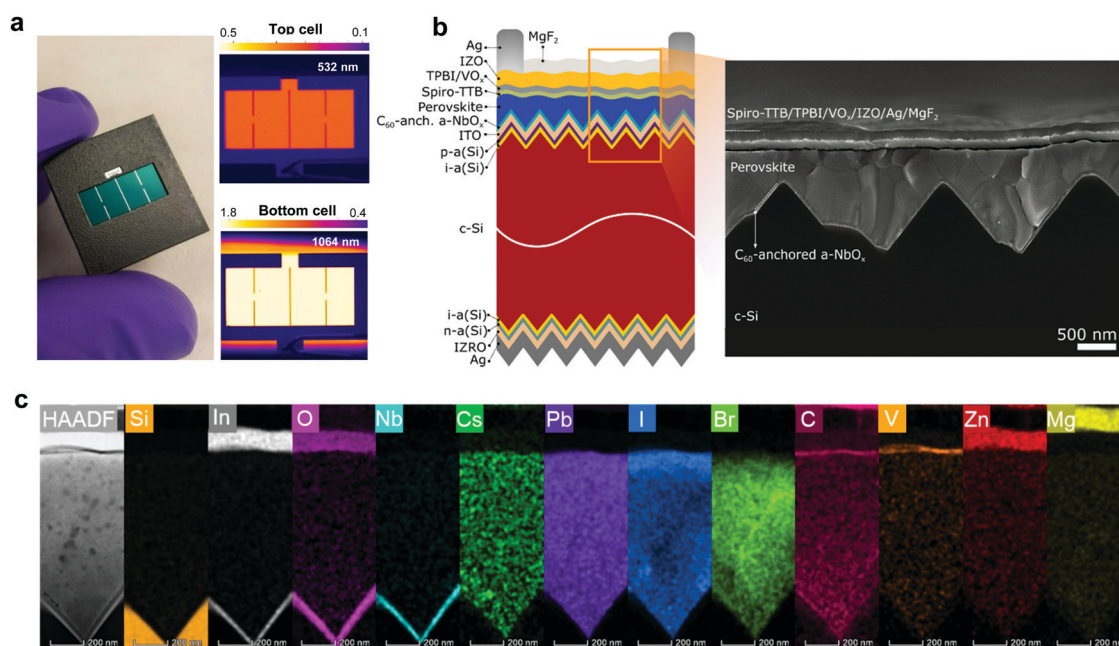 a
0.5
Top cell
0.1
532 nm
1.8
Bottom cell
0.4
1064 nm
b
MgF₂
Ag
IZO
TPBI/VOₓ
Spiro-TTB
Perovskite
C₆₀-anch. a-NbOₓ
ITO
p-a(Si)
i-a(Si)
c-Si
i-a(Si)
n-a(Si)
IZRO
Ag
Spiro-TTB/TPBI/VOₓ/IZO/Ag/MgF₂
Perovskite
C₆₀-anchored a-NbOₓ
c-Si
500 nm
c
HAADF Si In O Nb Cs Pb I Br C V Zn Mg
200 nm 200 nm 200 nm 200 nm 200 nm 200 nm 200 nm 200 nm 200 nm 200 nm 200 nm 200 nm 200 nm